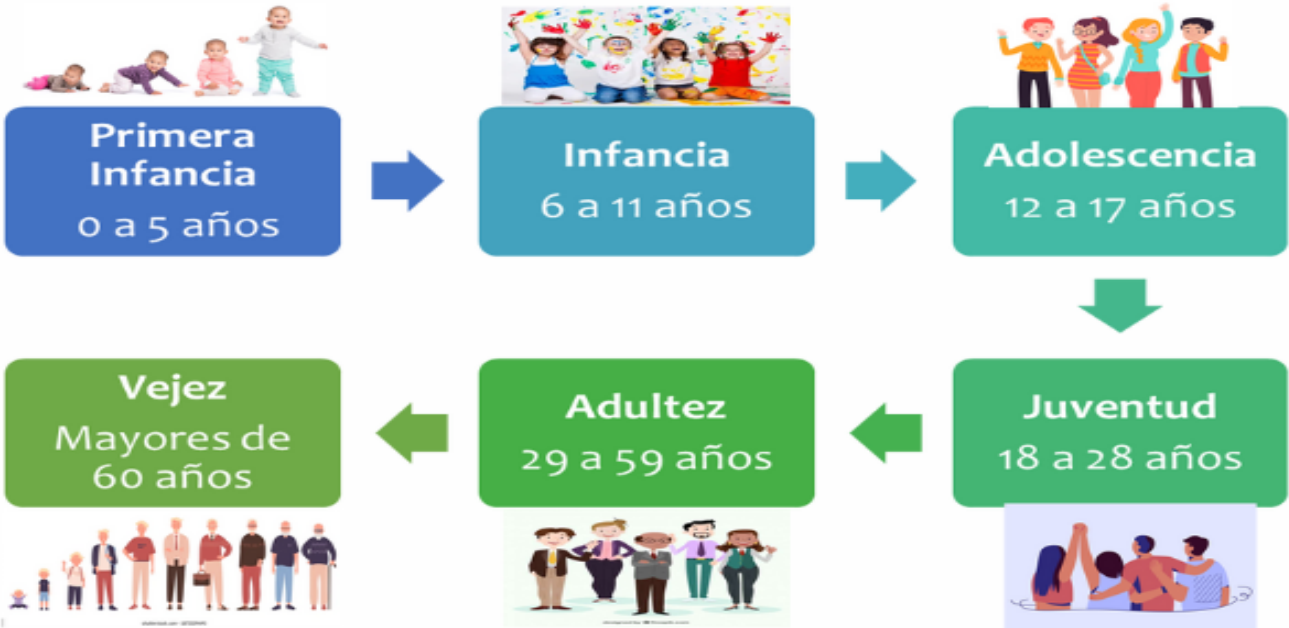 Primera
Infancia
0 a 5 años
Infancia
6 a 11 años
Adolescencia
12 a 17 años
Juventud
18 a 28 años
Adultez
29 a 59 años
Vejez
Mayores de
60 años